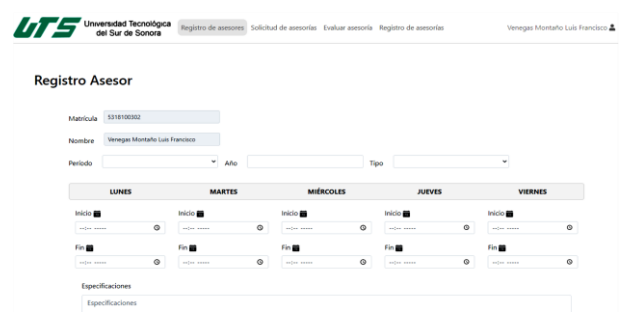 UTS Universidad Tecnológica del Sur de Sonora
Registro de asesores Solicitud de asesorías Evaluar asesoría Registro de asesorías Venegas Montaño Luis Francisco
Registro Asesor
Matrícula 5318100302
Nombre Venegas Montaño Luis Francisco
Periodo Año Tipo
LUNES MARTES MIÉRCOLES JUEVES VIERNES
Inicio Inicio Inicio Inicio Inicio
--:-- ----- --:-- ----- --:-- ----- --:-- ----- --:-- -----
Fin Fin Fin Fin Fin
--:-- ----- --:-- ----- --:-- ----- --:-- ----- --:-- -----
Especificaciones
Especificaciones